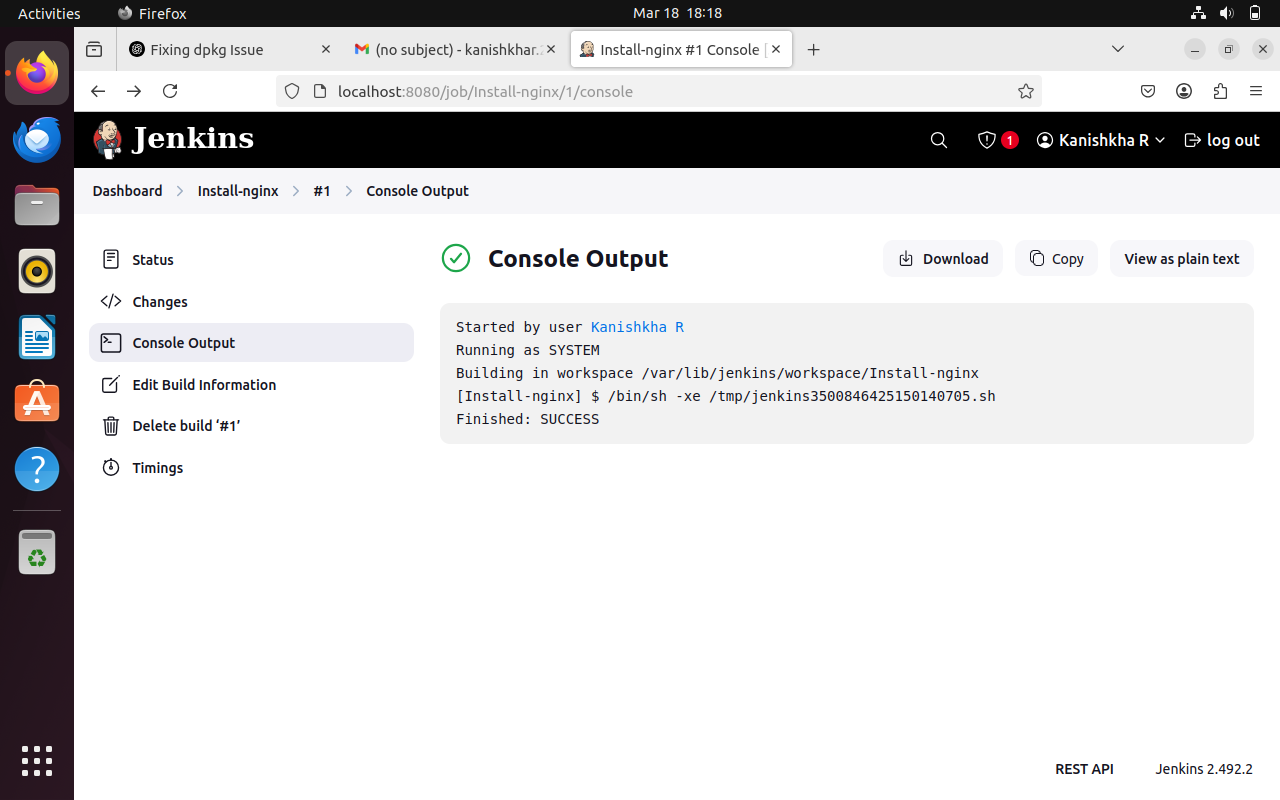 Activities Firefox Mar 18 18:18
Fixing dpkg Issue (no subject) - kanishkhar. Install-nginx #1 Console [
localhost:8080/job/Install-nginx/1/console
Jenkins 1 Kanishkha R log out
Dashboard Install-nginx #1 Console Output
Status
Changes
Console Output
Edit Build Information
Delete build ‘#1’
Timings
Console Output Download Copy View as plain text
Started by user Kanishkha R
Running as SYSTEM
Building in workspace /var/lib/jenkins/workspace/Install-nginx
[Install-nginx] $ /bin/sh -xe /tmp/jenkins3500846425150140705.sh
Finished: SUCCESS
REST API Jenkins 2.492.2